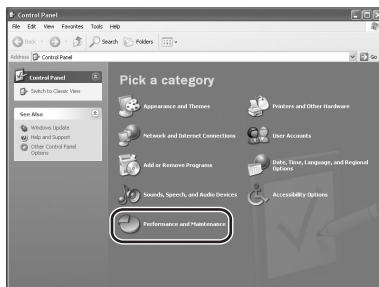 Control Panel
File Edit View Favorites Tools Help
Back Search Folders
Address Control Panel Go
Control Panel
Switch to Classic View
See Also
Windows Update
Help and Support
Other Control Panel
Options
Pick a category
Appearance and Themes
Printers and Other Hardware
Network and Internet Connections
User Accounts
Add or Remove Programs
Date, Time, Language, and Regional
Options
Sounds, Speech, and Audio Devices
Accessibility Options
Performance and Maintenance